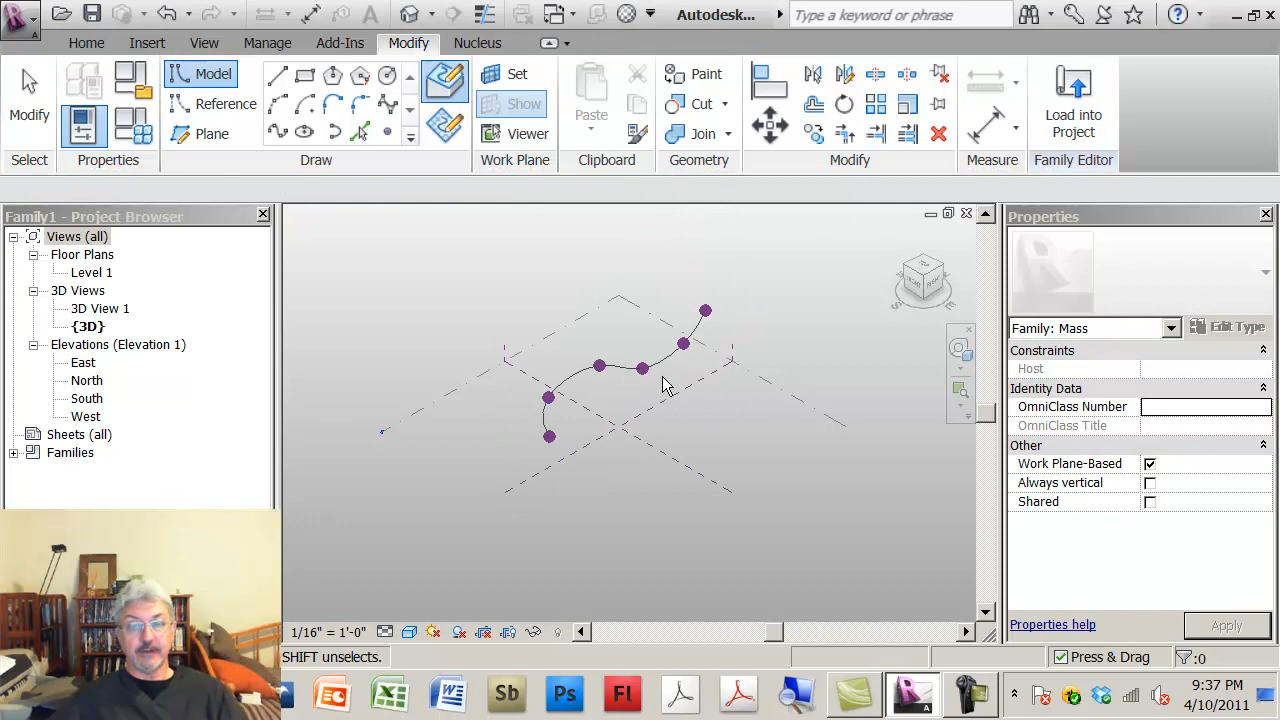 Autodesk...
Type a keyword or phrase
Home Insert View Manage Add-Ins Modify Nucleus
Model
Set
Paint
Reference
Show
Cut
Modify
Paste
Load into
Project
Plane
Viewer
Join
Select Properties Draw Work Plane Clipboard Geometry Modify Measure Family Editor
Family1 - Project Browser
Views (all)
Floor Plans
Level 1
3D Views
3D View 1
{3D}
Elevations (Elevation 1)
East
North
South
West
Sheets (all)
Families
TOP
FRONT
S
E
Properties
Family: Mass
Edit Type
Constraints
Host
Identity Data
OmniClass Number
OmniClass Title
Other
Work Plane-Based
Always vertical
Shared
Properties help
Apply
1/16" = 1'-0"
SHIFT unselects.
Press & Drag
:0
Sb Ps Fl
9:37 PM
4/10/2011